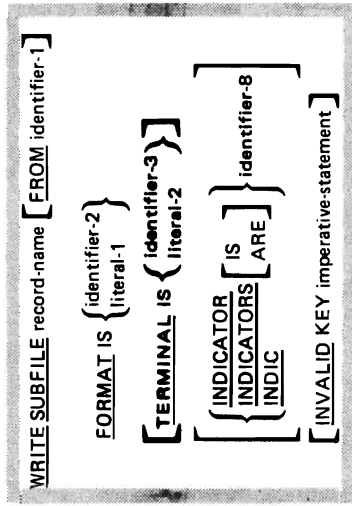 WRITE SUBFILE record-name [FROM identifier-1]
FORMAT IS {identifier-2
literal-1}
[TERMINAL IS {identifier-3
literal-2}]
[{INDICATOR
INDICATORS
INDIC} [IS
ARE] identifier-8]
[INVALID KEY imperative-statement]